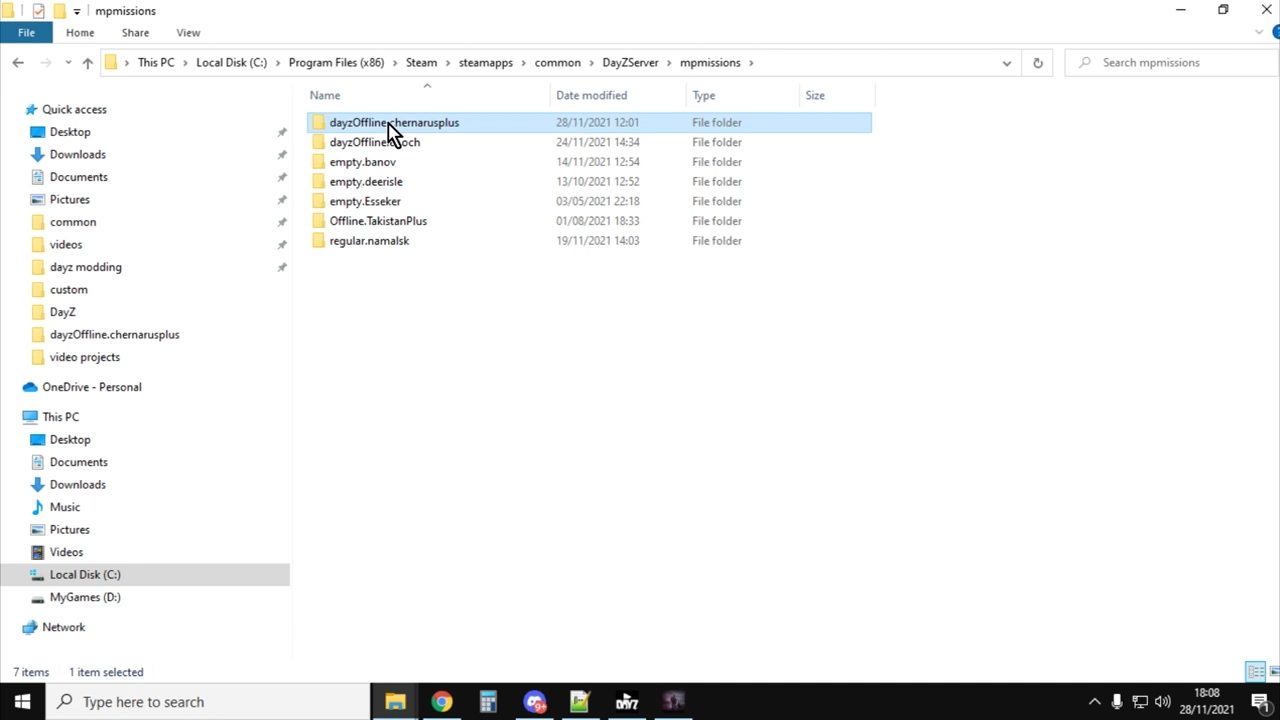 mpmissions
File Home Share View
This PC Local Disk (C:) Program Files (x86) Steam steamapps common DayZServer mpmissions
Search mpmissions
Name Date modified Type Size
dayzOffline.chernarusplus 28/11/2021 12:01 File folder
24/11/2021 14:34 File folder
empty.banov 14/11/2021 12:54 File folder
empty.deerisle 13/10/2021 12:52 File folder
empty.Esseker 03/05/2021 22:18 File folder
Offline.TakistanPlus 01/08/2021 18:33 File folder
regular.namalsk 19/11/2021 14:03 File folder
Quick access
Desktop
Downloads
Documents
Pictures
common
videos
dayz modding
custom
DayZ
dayzOffline.chernarusplus
video projects
OneDrive - Personal
This PC
Desktop
Documents
Downloads
Music
Pictures
Videos
Local Disk (C:)
MyGames (D:)
Network
7 items 1 item selected
Type here to search
18:08
28/11/2021